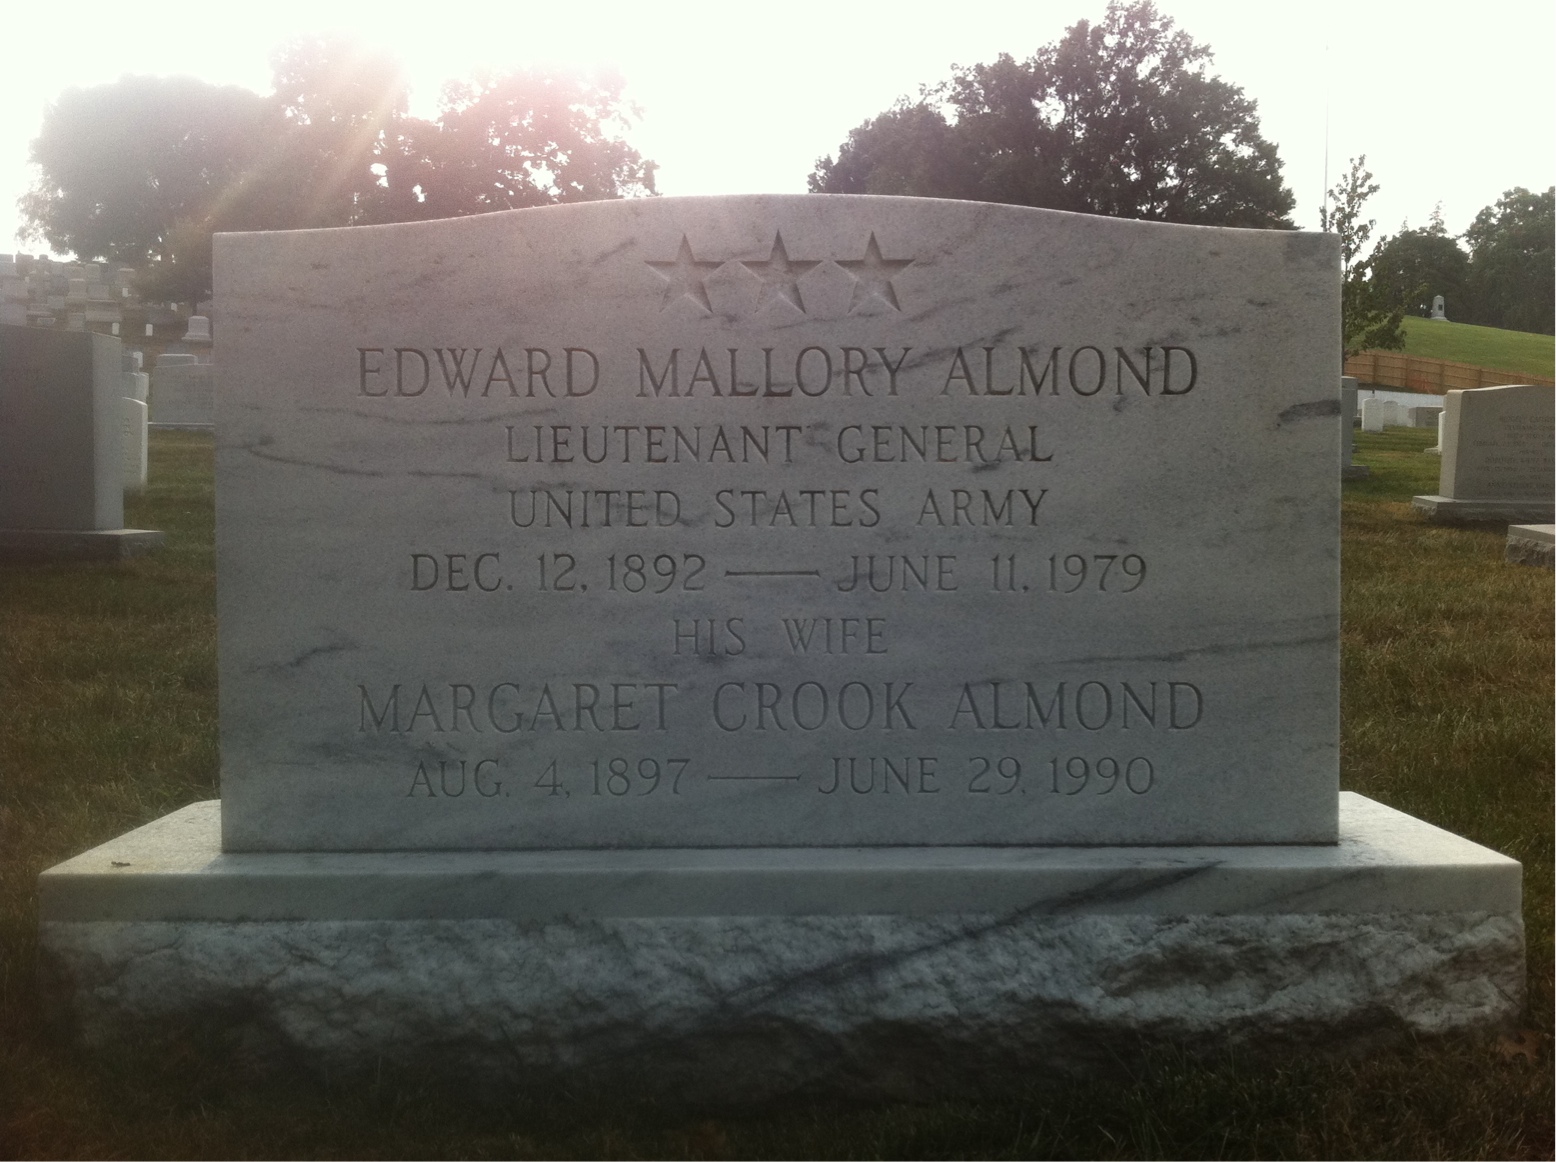 EDWARD MALLORY ALMOND
LIEUTENANT GENERAL
UNITED STATES ARMY
DEC. 12, 1892 — JUNE 11, 1979
HIS WIFE
MARGARET CROOK ALMOND
AUG. 4, 1897 — JUNE 29, 1990